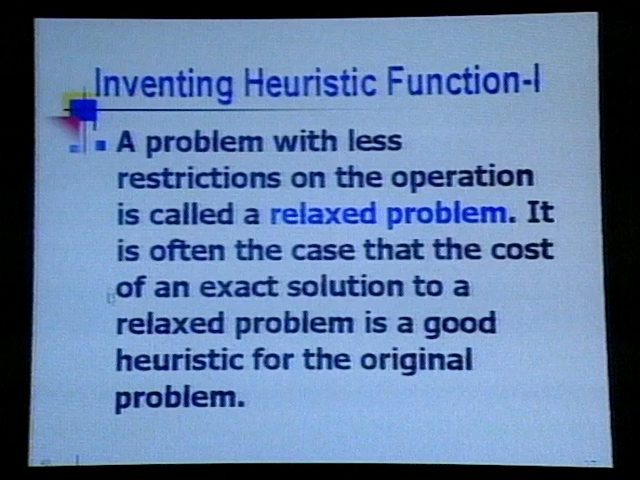 Inventing Heuristic Function-I
A problem with less
restrictions on the operation
is called a relaxed problem. It
is often the case that the cost
of an exact solution to a
relaxed problem is a good
heuristic for the original
problem.